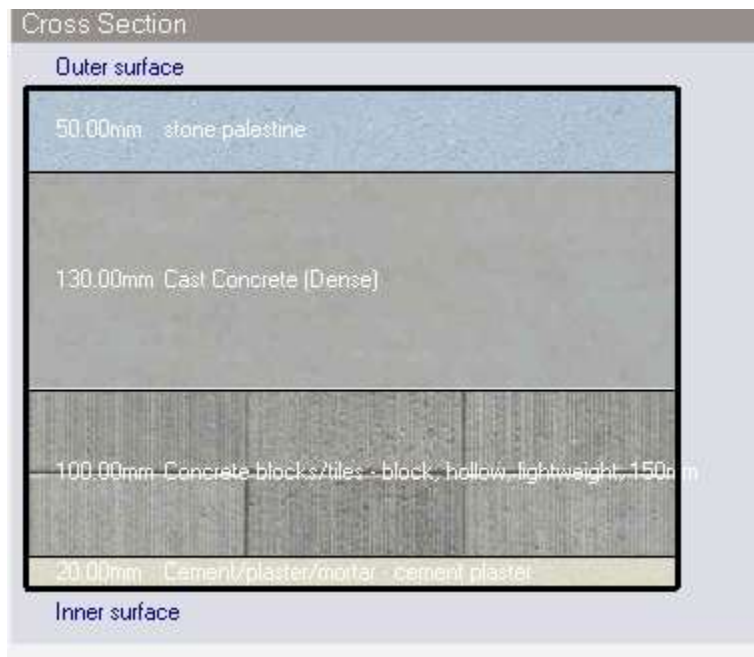 Cross Section
Outer surface
50.00mm stone palestine
130.00mm Cast Concrete (Dense)
100.00mm Concrete blocks/tiles - block, hollow, lightweight, 150mm
20.00mm Cement/plaster/mortar - cement plaster
Inner surface